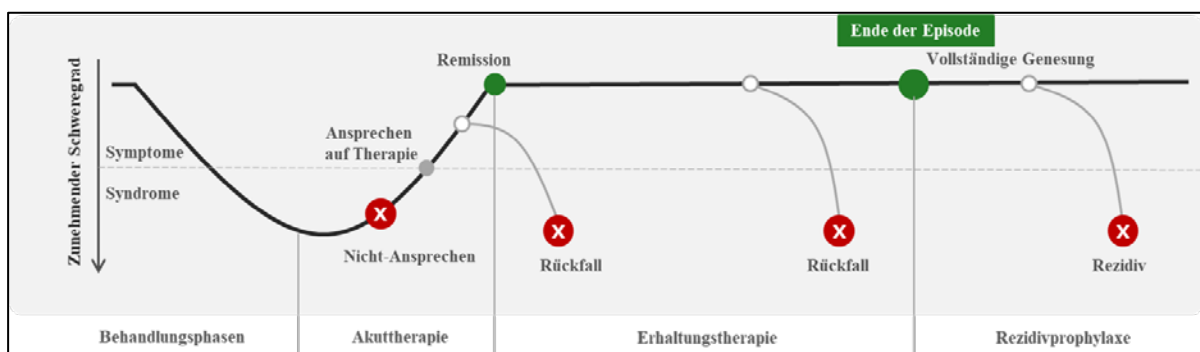 Ende der Episode
Remission
Vollständige Genesung
Zunehmender Schweregrad
Symptome
Ansprechen
auf Therapie
Syndrome
X
X
X
X
Nicht-Ansprechen
Rückfall
Rückfall
Rezidiv
Behandlungsphasen
Akuttherapie
Erhaltungstherapie
Rezidivprophylaxe